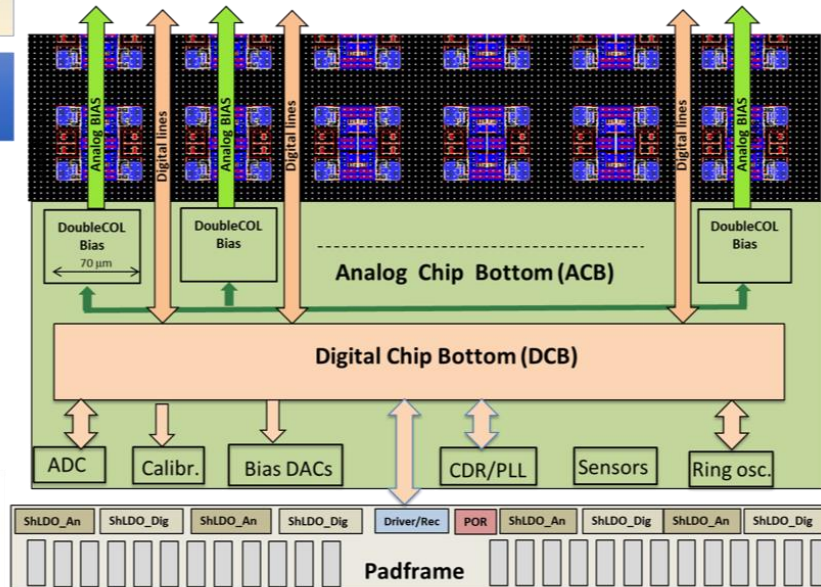 Analog BIAS
Digital lines
Analog BIAS
Digital lines
Digital lines
Analog BIAS
DoubleCOL
Bias
70 µm
DoubleCOL
Bias
DoubleCOL
Bias
Analog Chip Bottom (ACB)
Digital Chip Bottom (DCB)
ADC
Calibr.
Bias DACs
CDR/PLL
Sensors
Ring osc.
ShLDO_An
ShLDO_Dig
ShLDO_An
ShLDO_Dig
Driver/Rec
POR
ShLDO_An
ShLDO_Dig
ShLDO_An
ShLDO_Dig
Padframe